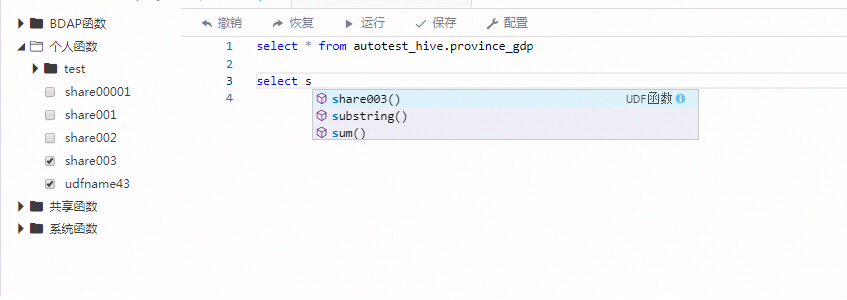 BDAP函数
个人函数
test
share00001
share001
share002
share003
udfname43
共享函数
系统函数
撤销 恢复 运行 保存 配置
1 select * from autotest_hive.province_gdp
2
3 select s
4
share003() UDF函数
substring()
sum()